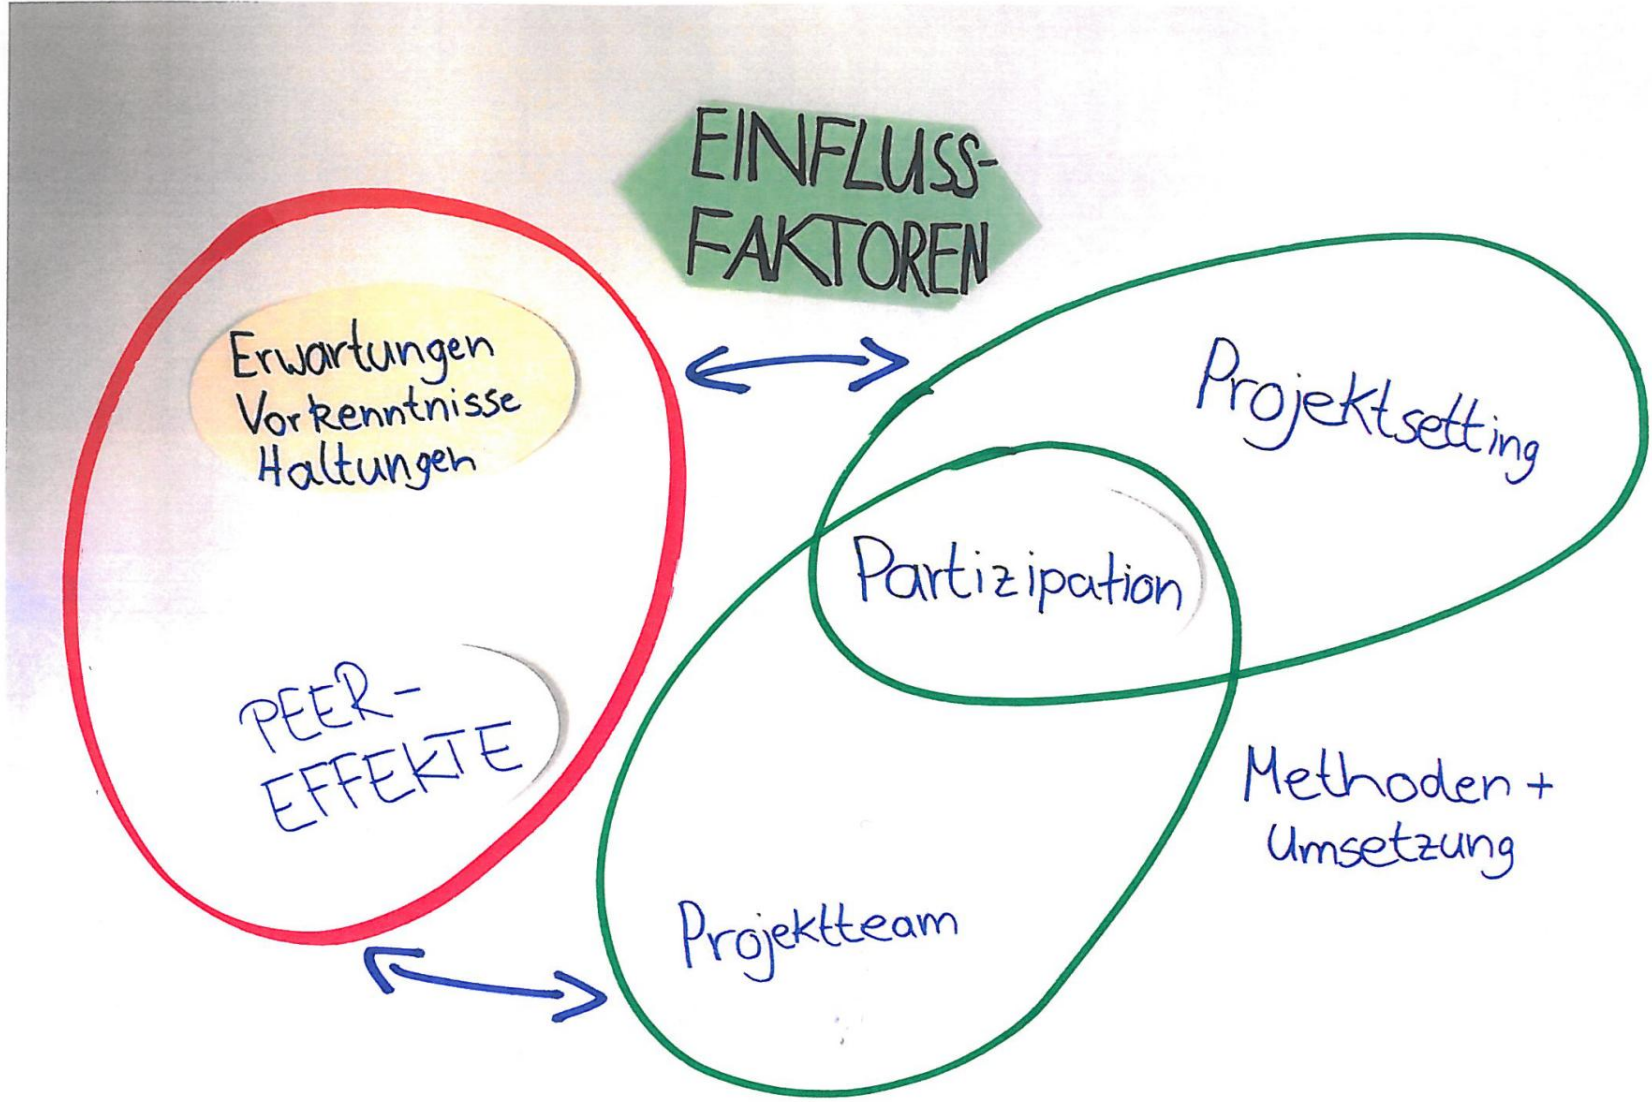 EINFLUSS-
FAKTOREN
Erwartungen
Vorkenntnisse
Haltungen
PEER-
EFFEKTE
Projektsetting
Partizipation
Methoden +
Umsetzung
Projektteam